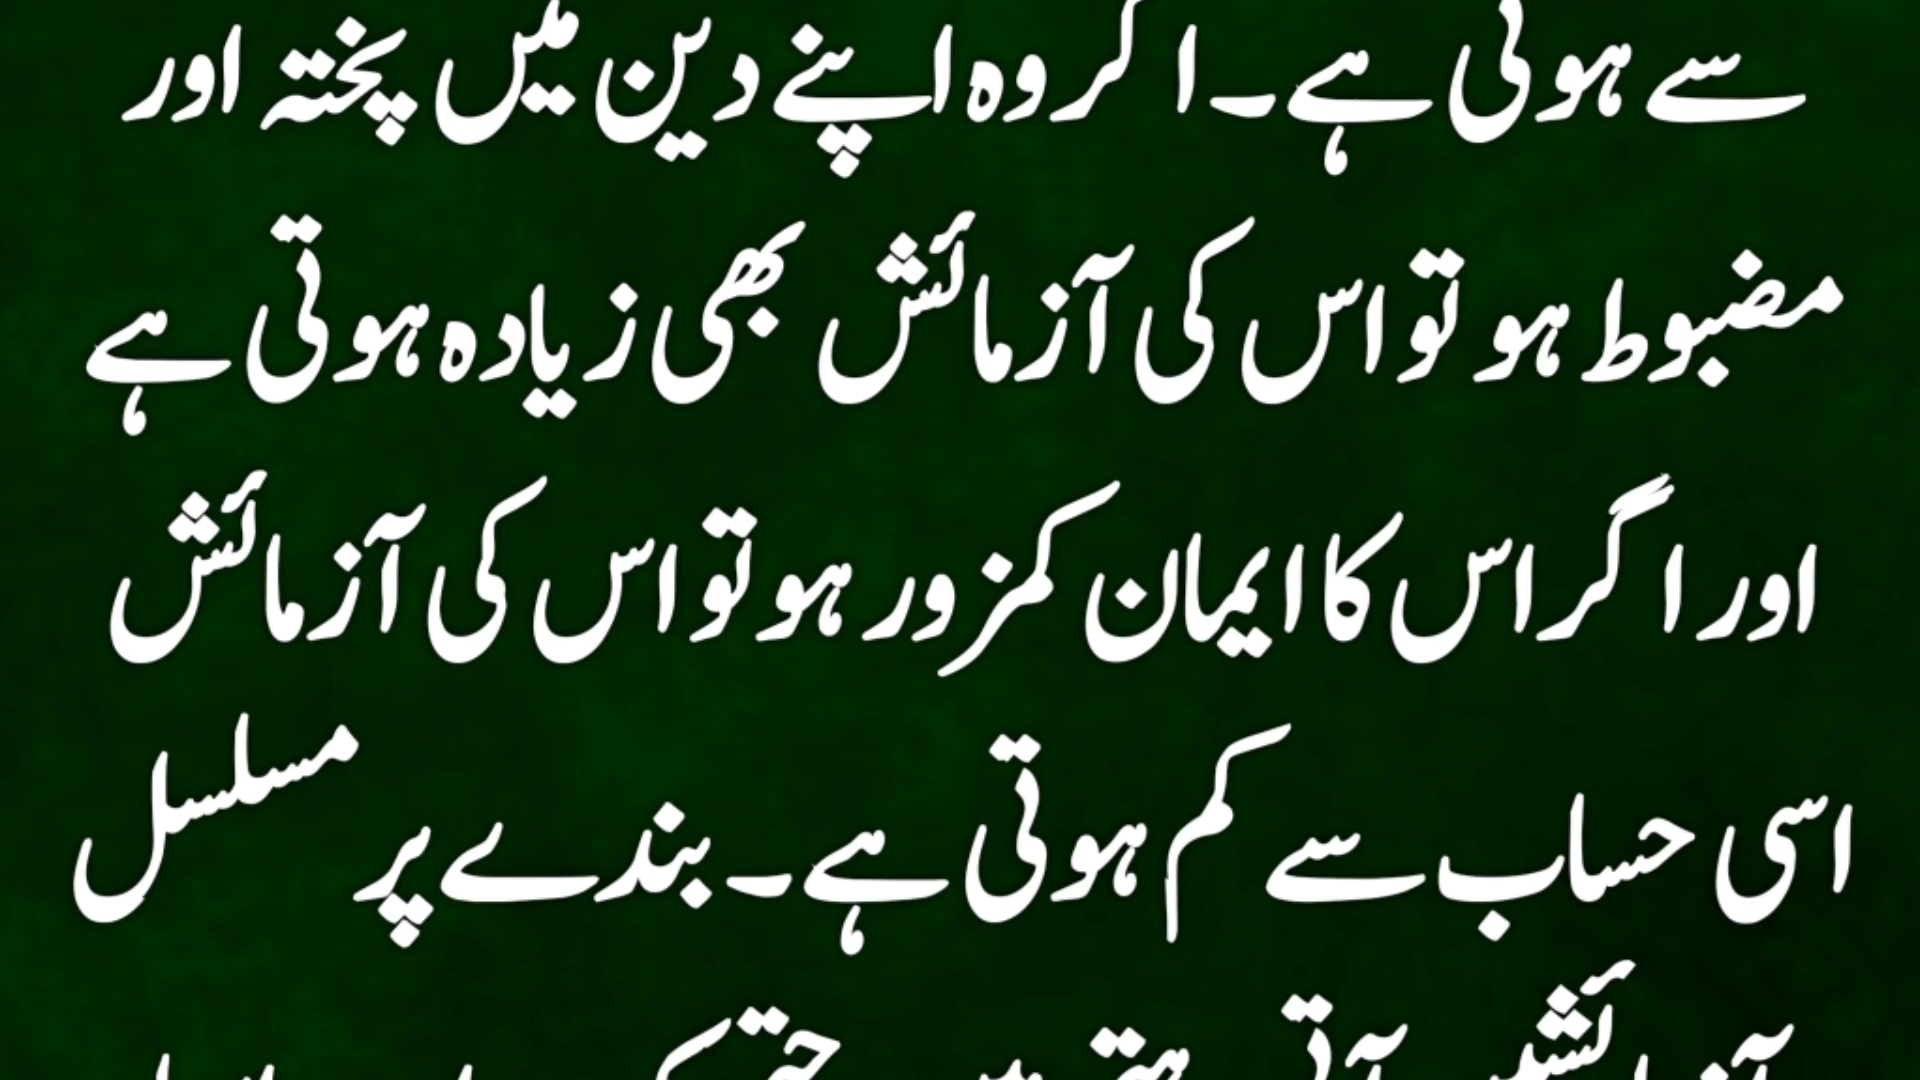 سے ہوتی ہے۔ اگر وہ اپنے دین میں پختہ اور
مضبوط ہو تو اس کی آزمائش بھی زیادہ ہوتی ہے
اور اگر اس کا ایمان کمزور ہو تو اس کی آزمائش
اسی حساب سے کم ہوتی ہے۔ بندے پر مسلسل
آزمائشیں آتی